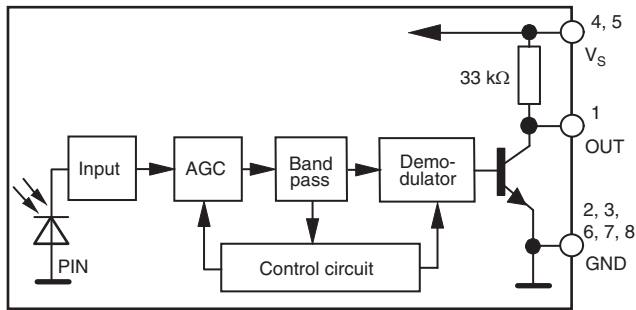 4, 5
V_S
33 kΩ
1
OUT
Input
AGC
Band
pass
Demo-
dulator
2, 3,
6, 7, 8
GND
Control circuit
PIN